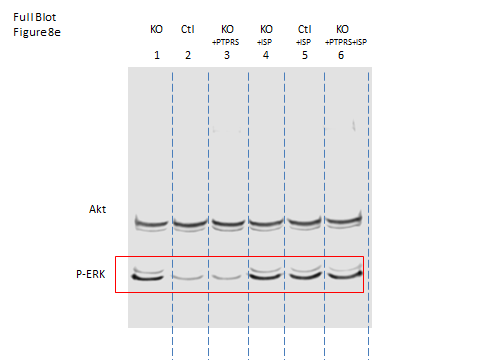 Full Blot
Figure8e
KO Ctl KO KO Ctl KO
+PTPRS +ISP +ISP +PTPRS+ISP
1 2 3 4 5 6
Akt
P-ERK